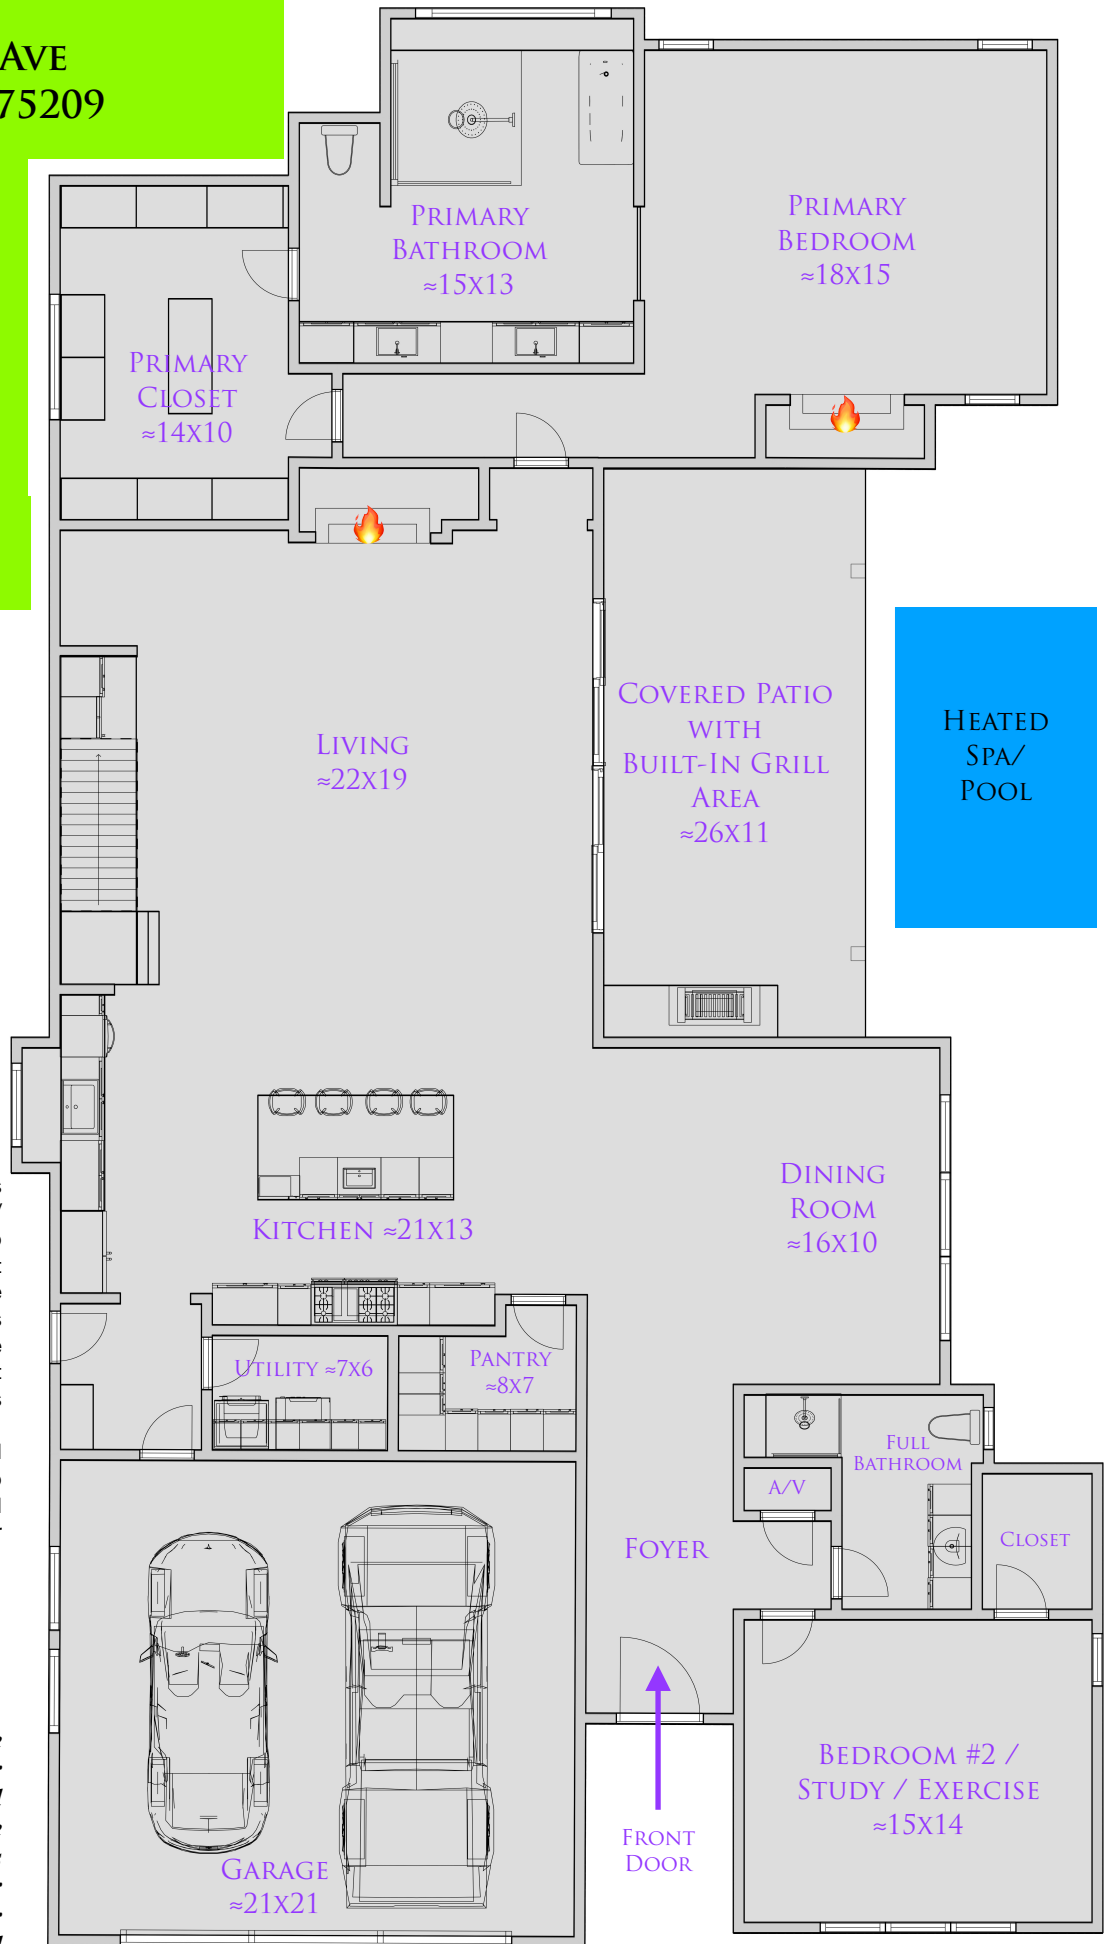 Ave
75209
Primary
Bathroom
≈15x13
Primary
Bedroom
≈18x15
Primary
Closet
≈14x10
Living
≈22x19
Covered Patio
with
Built-In Grill
Area
≈26x11
Heated
Spa/
Pool
Dining
Room
≈16x10
Kitchen ≈21x13
Utility ≈7x6
Pantry
≈8x7
Full
Bathroom
A/V
Closet
Foyer
Bedroom #2 /
Study / Exercise
≈15x14
Front
Door
Garage
≈21x21